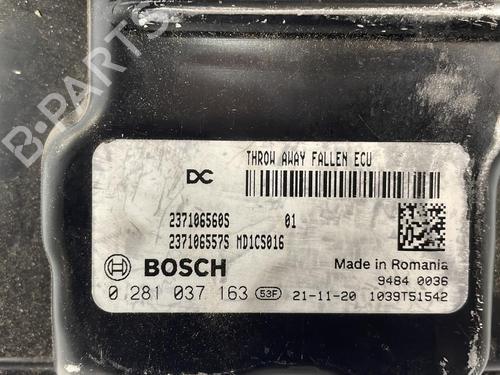 B-PARTS
THROW AWAY FALLEN ECU
DC
237106560S 01
237106557S MD1CS016
BOSCH
Made in Romania
9484 0036
0 281 037 163 53F 21-11-20 1039T51542